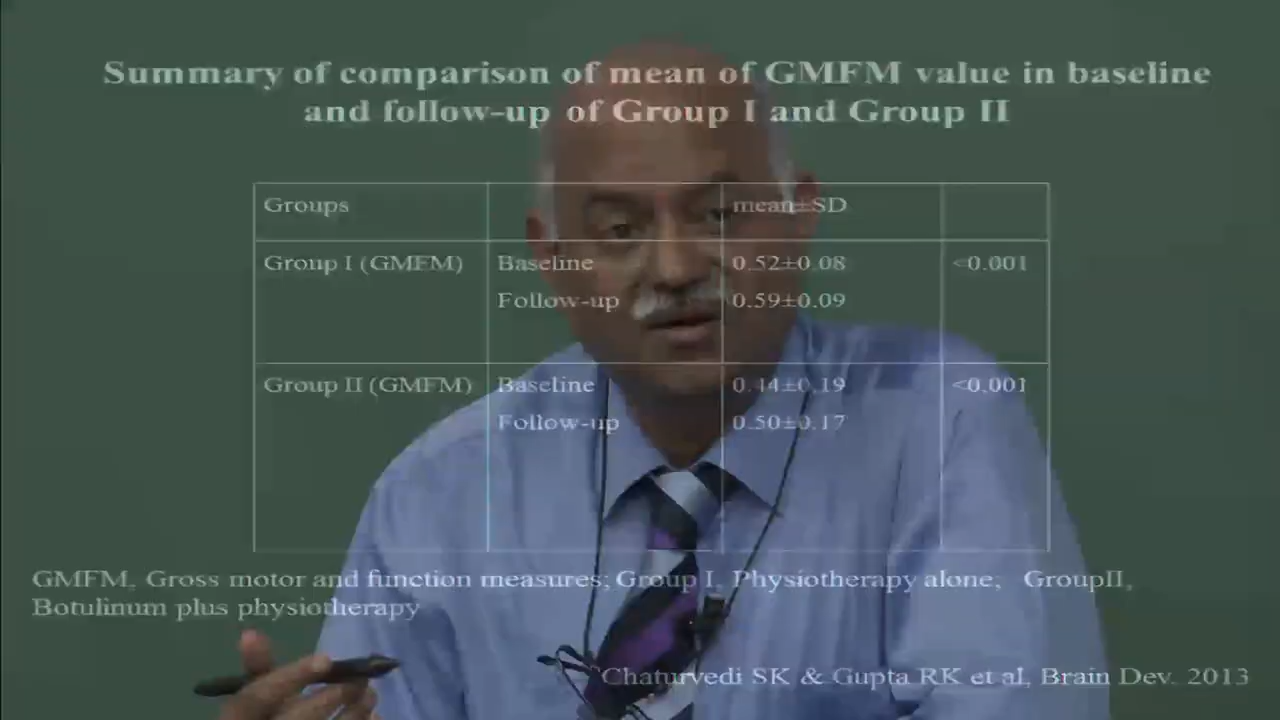 Summary of comparison of mean of GMFM value in baseline
and follow-up of Group I and Group II
Groups mean±SD
Group I (GMFM) Baseline 0.52±0.08 <0.001
Follow-up 0.59±0.09
Group II (GMFM) Baseline 0.44±0.19 <0.001
Follow-up 0.50±0.17
GMFM, Gross motor and function measures; Group I, Physiotherapy alone; GroupII,
Botulinum plus physiotherapy
Chaturvedi SK & Gupta RK et al, Brain Dev. 2013